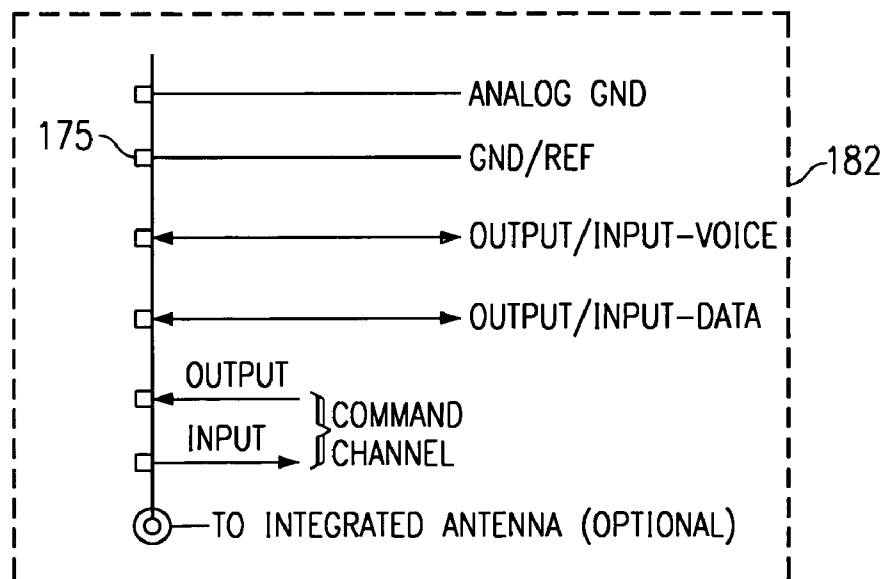 ANALOG GND
175
GND/REF
182
OUTPUT/INPUT-VOICE
OUTPUT/INPUT-DATA
OUTPUT
COMMAND
INPUT
CHANNEL
TO INTEGRATED ANTENNA (OPTIONAL)